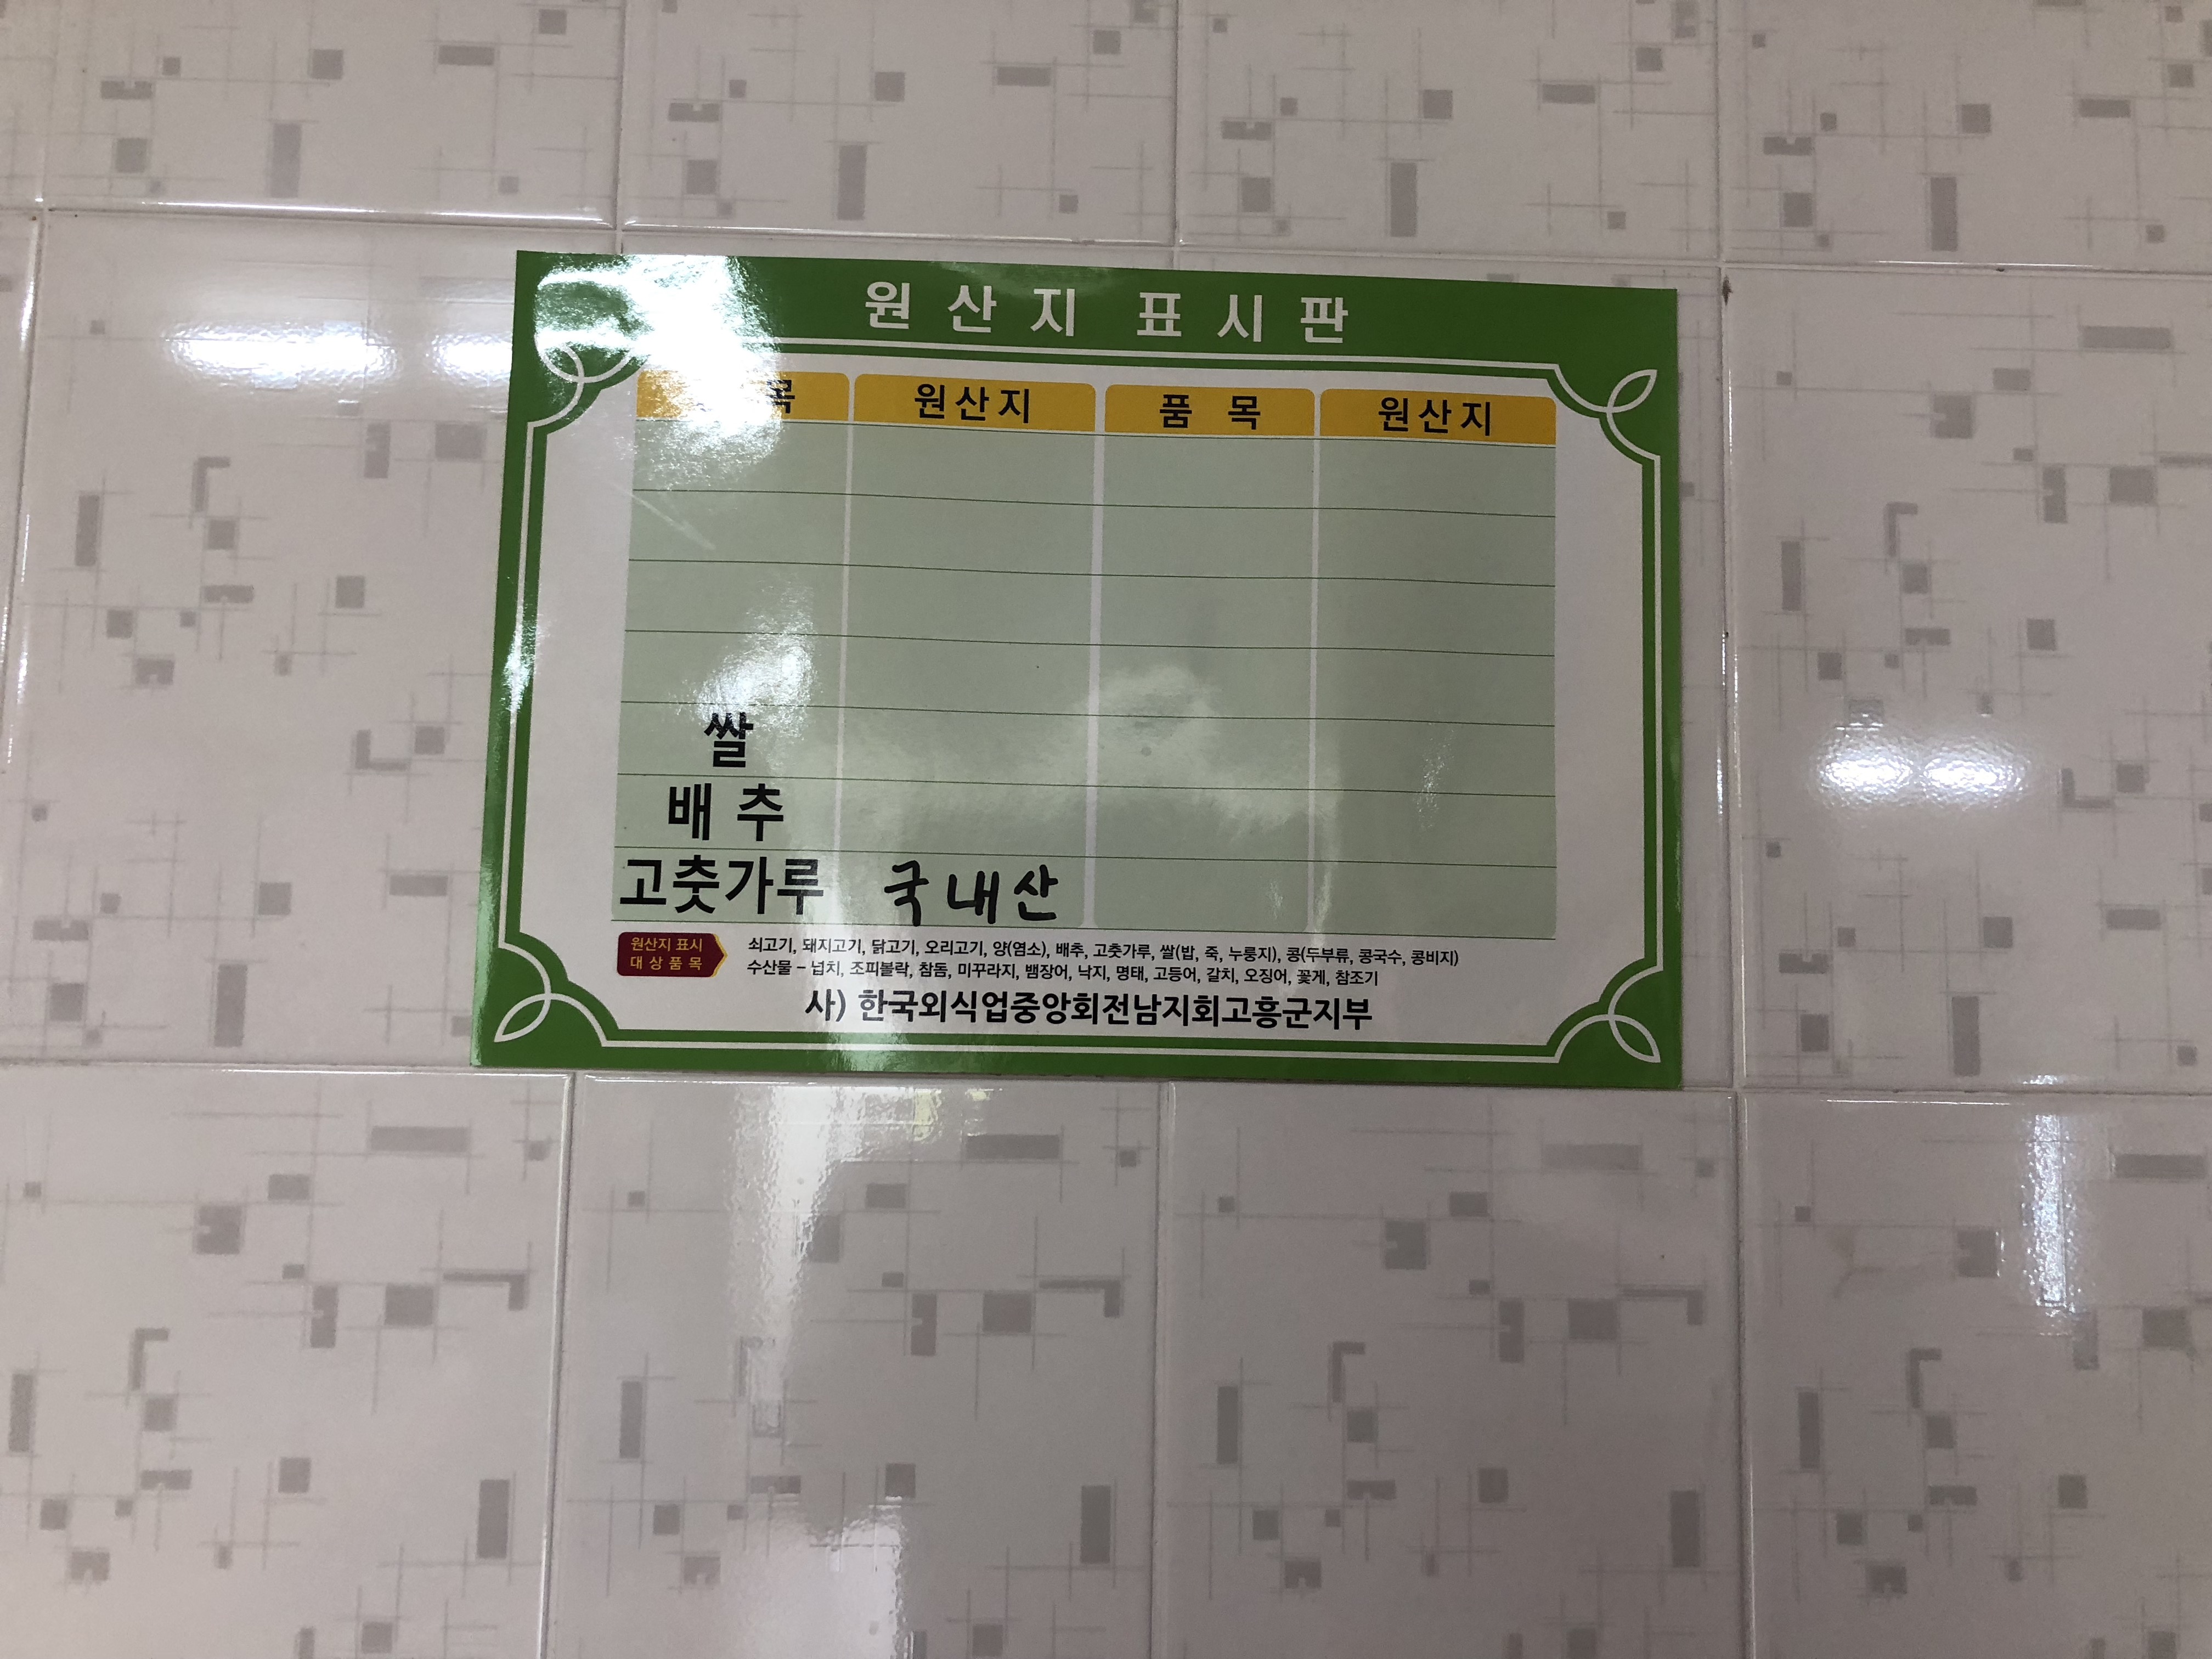 원산지 표시판
목 원산지 품 목 원산지
쌀
배 추
고춧가루 국내산
원산지 표시
대 상 품 목
쇠고기, 돼지고기, 닭고기, 오리고기, 양(염소), 배추, 고춧가루, 쌀(밥, 죽, 누룽지), 콩(두부류, 콩국수, 콩비지)
수산물 – 넙치, 조피볼락, 참돔, 미꾸라지, 뱀장어, 낙지, 명태, 고등어, 갈치, 오징어, 꽃게, 참조기
사) 한국외식업중앙회전남지회고흥군지부